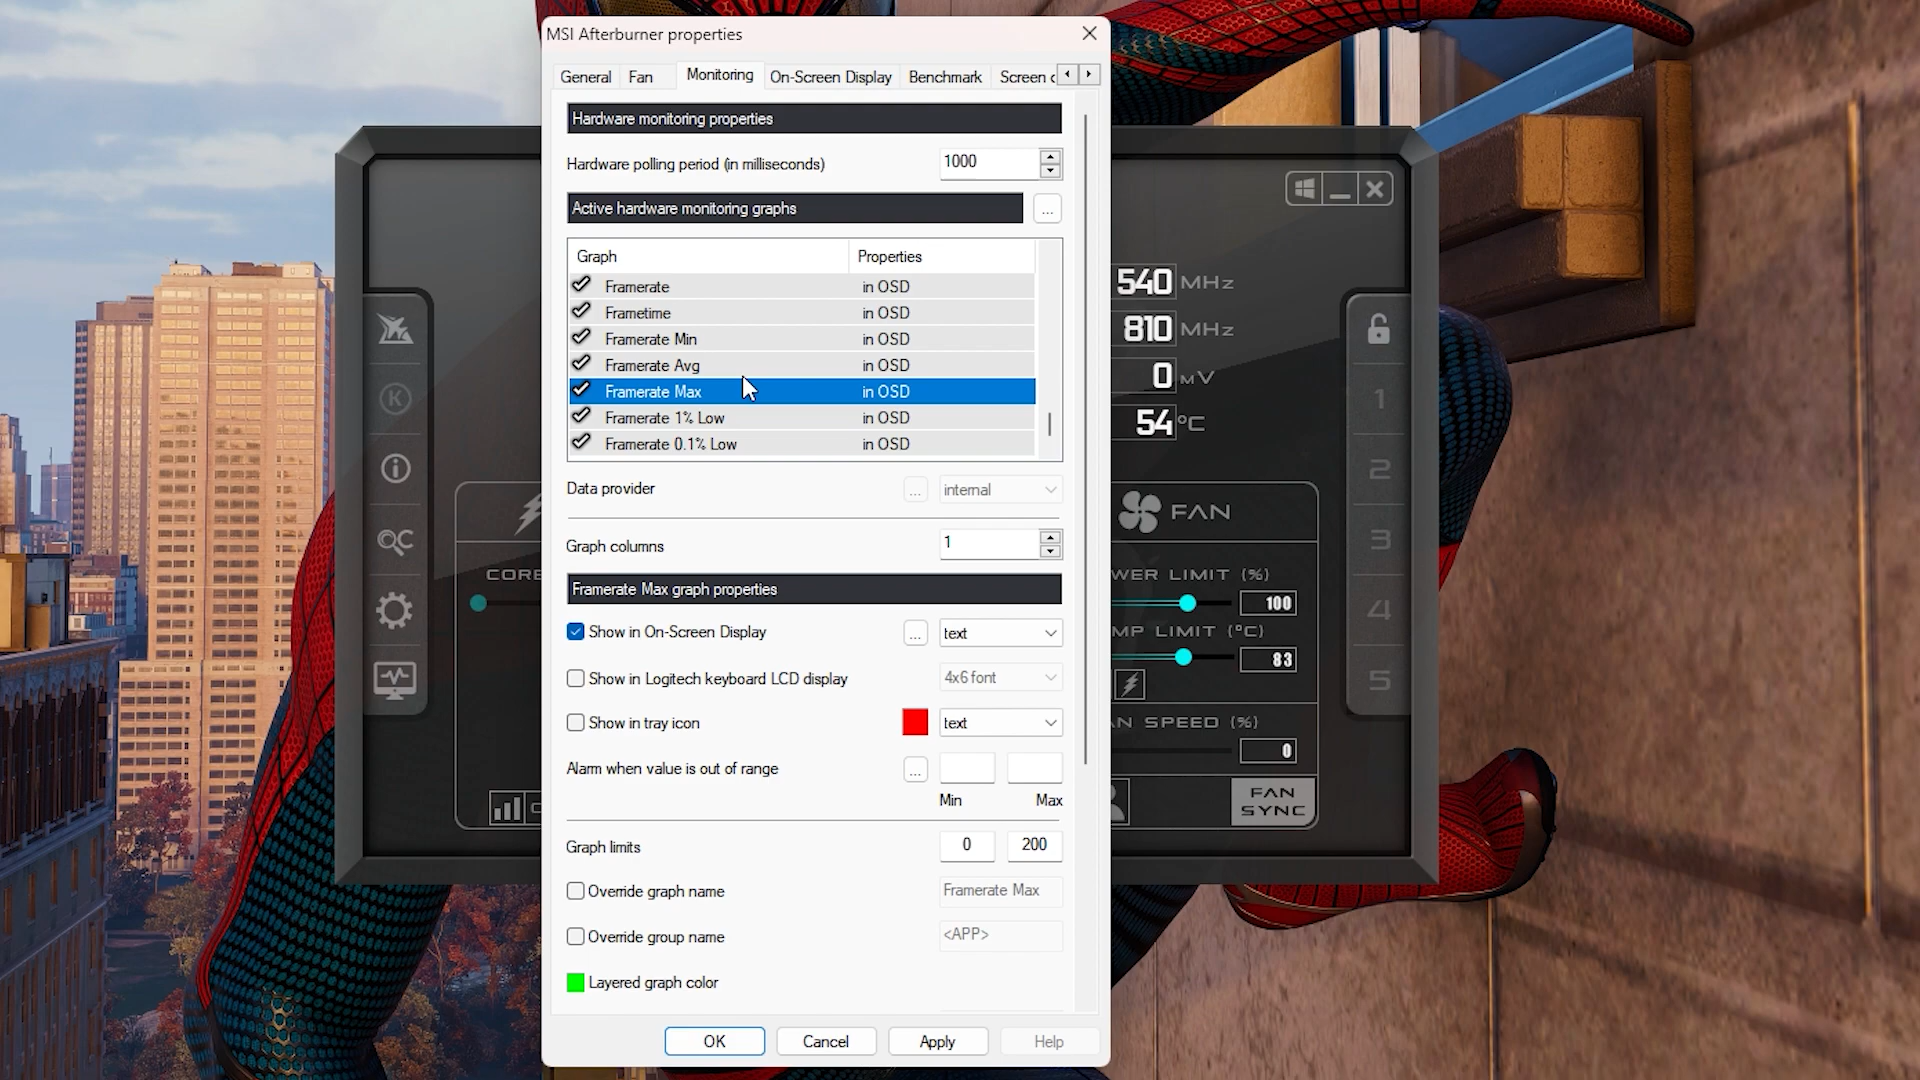 MSI Afterburner properties
General Fan Monitoring On-Screen Display Benchmark Screen c
Hardware monitoring properties
Hardware polling period (in milliseconds) 1000
Active hardware monitoring graphs ...
Graph Properties
Framerate in OSD
Frametime in OSD
Framerate Min in OSD
Framerate Avg in OSD
Framerate Max in OSD
Framerate 1% Low in OSD
Framerate 0.1% Low in OSD
Data provider ... internal
Graph columns 1
Framerate Max graph properties
Show in On-Screen Display ... text
Show in Logitech keyboard LCD display 4x6 font
Show in tray icon text
Alarm when value is out of range ...
Min Max
Graph limits 0 200
Override graph name Framerate Max
Override group name <APP>
Layered graph color
OK Cancel Apply Help
K
i
OC
CORE
540 MHz
810 MHz
0 mV
54 °C
FAN
WER LIMIT (%)
100
MP LIMIT (°C)
83
N SPEED (%)
0
FAN
SYNC
1
2
3
4
5